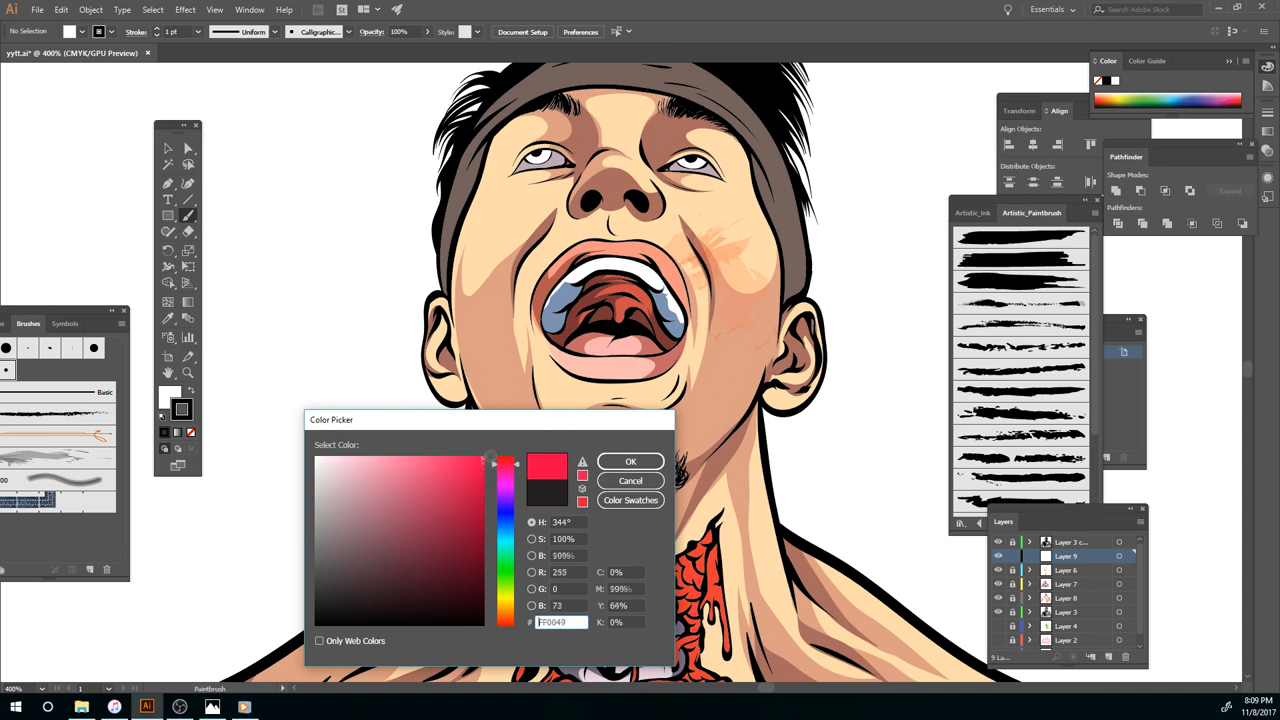 Ai File Edit Object Type Select Effect View Window Help Br St Essentials Search Adobe Stock
No Selection Stroke: 1 pt Uniform Calligraphic... Opacity: 100% Style: Document Setup Preferences
yytt.ai* @ 400% (CMYK/GPU Preview) ×
Color Color Guide
Transform Align
Align Objects:
Distribute Objects:
Pathfinder
Shape Modes:
Expand
Pathfinders:
Artistic_Ink Artistic_Paintbrush
Brushes Symbols
Basic
Color Picker
Select Color:
OK
Cancel
Color Swatches
H: 344°
S: 100%
B: 
R: 255 C: 0%
G: 0 M: 
B: 73 Y: 66%
# FF0049 K: 0%
Only Web Colors
Layers
Layer 3 c...
Layer 9
Layer 6
Layer 7
Layer 8
Layer 3
Layer 4
Layer 2
9 La...
400% 1 Paintbrush
Ai
8:09 PM
11/8/2017